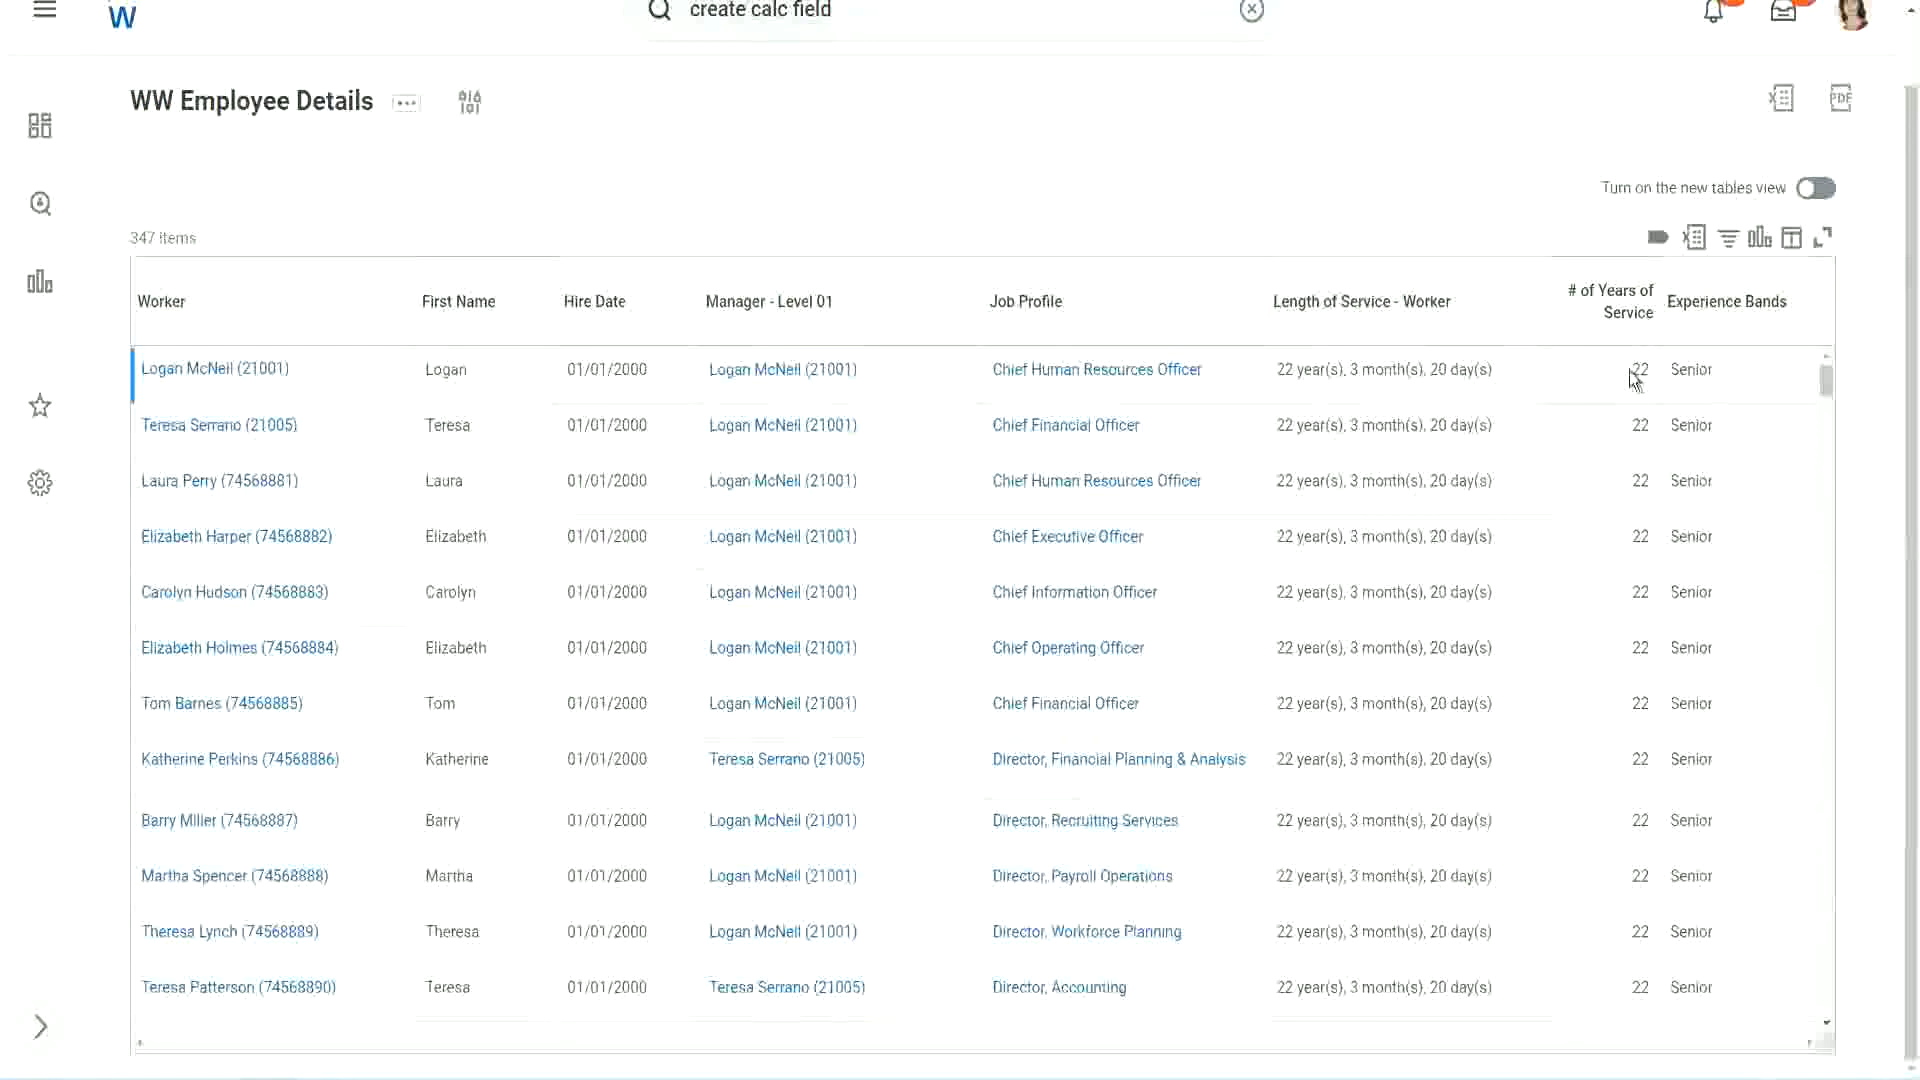 W
create calc field
WW Employee Details
PDF
Turn on the new tables view
347 items
Worker First Name Hire Date Manager - Level 01 Job Profile Length of Service - Worker # of Years of Service Experience Bands
Logan McNeil (21001) Logan 01/01/2000 Logan McNeil (21001) Chief Human Resources Officer 22 year(s), 3 month(s), 20 day(s) 22 Senior
Teresa Serrano (21005) Teresa 01/01/2000 Logan McNeil (21001) Chief Financial Officer 22 year(s), 3 month(s), 20 day(s) 22 Senior
Laura Perry (74568881) Laura 01/01/2000 Logan McNeil (21001) Chief Human Resources Officer 22 year(s), 3 month(s), 20 day(s) 22 Senior
Elizabeth Harper (74568882) Elizabeth 01/01/2000 Logan McNeil (21001) Chief Executive Officer 22 year(s), 3 month(s), 20 day(s) 22 Senior
Carolyn Hudson (74568883) Carolyn 01/01/2000 Logan McNeil (21001) Chief Information Officer 22 year(s), 3 month(s), 20 day(s) 22 Senior
Elizabeth Holmes (74568884) Elizabeth 01/01/2000 Logan McNeil (21001) Chief Operating Officer 22 year(s), 3 month(s), 20 day(s) 22 Senior
Tom Barnes (74568885) Tom 01/01/2000 Logan McNeil (21001) Chief Financial Officer 22 year(s), 3 month(s), 20 day(s) 22 Senior
Katherine Perkins (74568886) Katherine 01/01/2000 Teresa Serrano (21005) Director, Financial Planning & Analysis 22 year(s), 3 month(s), 20 day(s) 22 Senior
Barry Miller (74568887) Barry 01/01/2000 Logan McNeil (21001) Director, Recruiting Services 22 year(s), 3 month(s), 20 day(s) 22 Senior
Martha Spencer (74568888) Martha 01/01/2000 Logan McNeil (21001) Director, Payroll Operations 22 year(s), 3 month(s), 20 day(s) 22 Senior
Theresa Lynch (74568889) Theresa 01/01/2000 Logan McNeil (21001) Director, Workforce Planning 22 year(s), 3 month(s), 20 day(s) 22 Senior
Teresa Patterson (74568890) Teresa 01/01/2000 Teresa Serrano (21005) Director, Accounting 22 year(s), 3 month(s), 20 day(s) 22 Senior